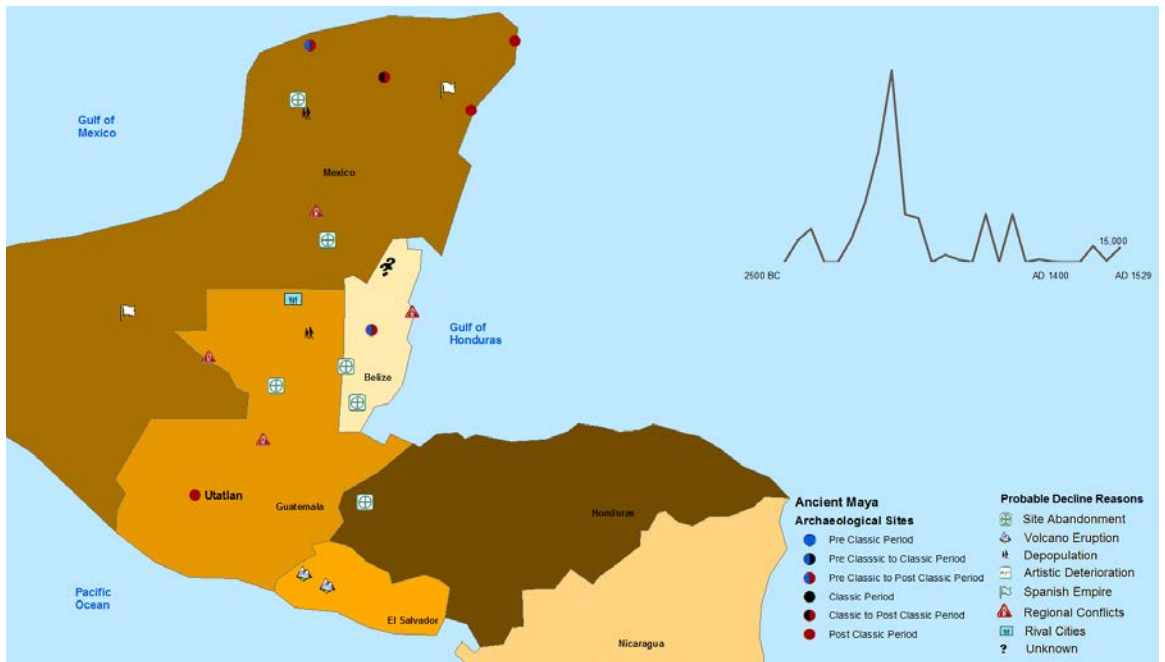 Gulf of
Mexico
Mexico
Gulf of
Honduras
Belize
Utatlan
Guatemala
Honduras
Pacific
Ocean
El Salvador
Nicaragua
15,000
2500 BC
AD 1400
AD 1529
Ancient Maya
Archaeological Sites
Pre Classic Period
Pre Classsic to Classic Period
Pre Classic to Post Classic Period
Classic Period
Classic to Post Classic Period
Post Classic Period
Probable Decline Reasons
Site Abandonment
Volcano Eruption
Depopulation
Artistic Deterioration
Spanish Empire
Regional Conflicts
Rival Cities
? Unknown
?
?